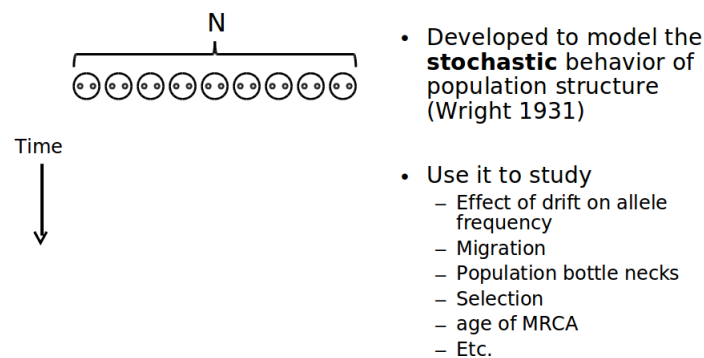 N
Time
• Developed to model the
stochastic behavior of
population structure
(Wright 1931)
• Use it to study
– Effect of drift on allele
frequency
– Migration
– Population bottle necks
– Selection
– age of MRCA
– Etc.